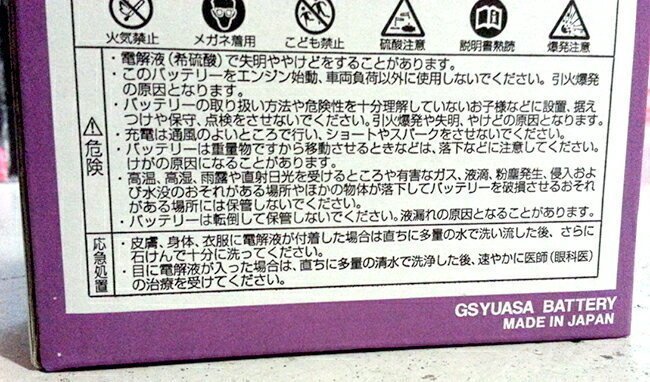 火気禁止 メガネ着用 こども禁止 硫酸注意 説明書熟読 爆発注意
危険
・電解液（希硫酸）で失明ややけどをすることがあります。
・このバッテリーをエンジン始動、車両負荷以外に使用しないでください。引火爆発
の原因となります。
・バッテリーの取り扱い方法や危険性を十分理解していないお子様などに設置、据え
つけや保守、点検をさせないでください。引火爆発や失明、やけどの原因となります。
・充電は通風のよいところで行い、ショートやスパークをさせないでください。
・バッテリーは重量物ですから移動させるときなどは、落下などに注意してください。
けがの原因になることがあります。
・高温、高湿、雨露や直射日光を受けるところや有害なガス、液滴、粉塵発生、侵入およ
び水没のおそれがある場所やほかの物体が落下してバッテリーを破損させるおそれ
がある場所には保管しないでください。
・バッテリーは転倒して保管しないでください。液漏れの原因となることがあります。
応急処置
・皮膚、身体、衣服に電解液が付着した場合は直ちに多量の水で洗い流した後、さらに
石けんで十分に洗ってください。
・目に電解液が入った場合は、直ちに多量の清水で洗浄した後、速やかに医師（眼科医）
の治療を受けてください。
GSYUASA BATTERY
MADE IN JAPAN